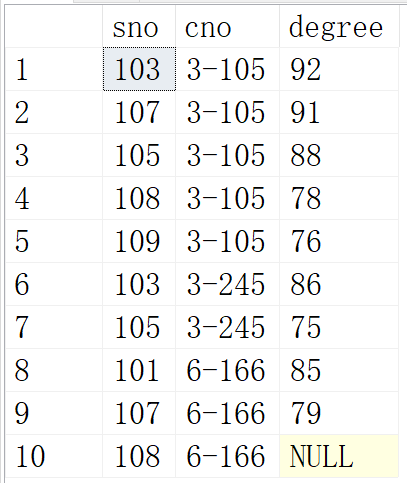 sno cno degree
1 103 3-105 92
2 107 3-105 91
3 105 3-105 88
4 108 3-105 78
5 109 3-105 76
6 103 3-245 86
7 105 3-245 75
8 101 6-166 85
9 107 6-166 79
10 108 6-166 NULL